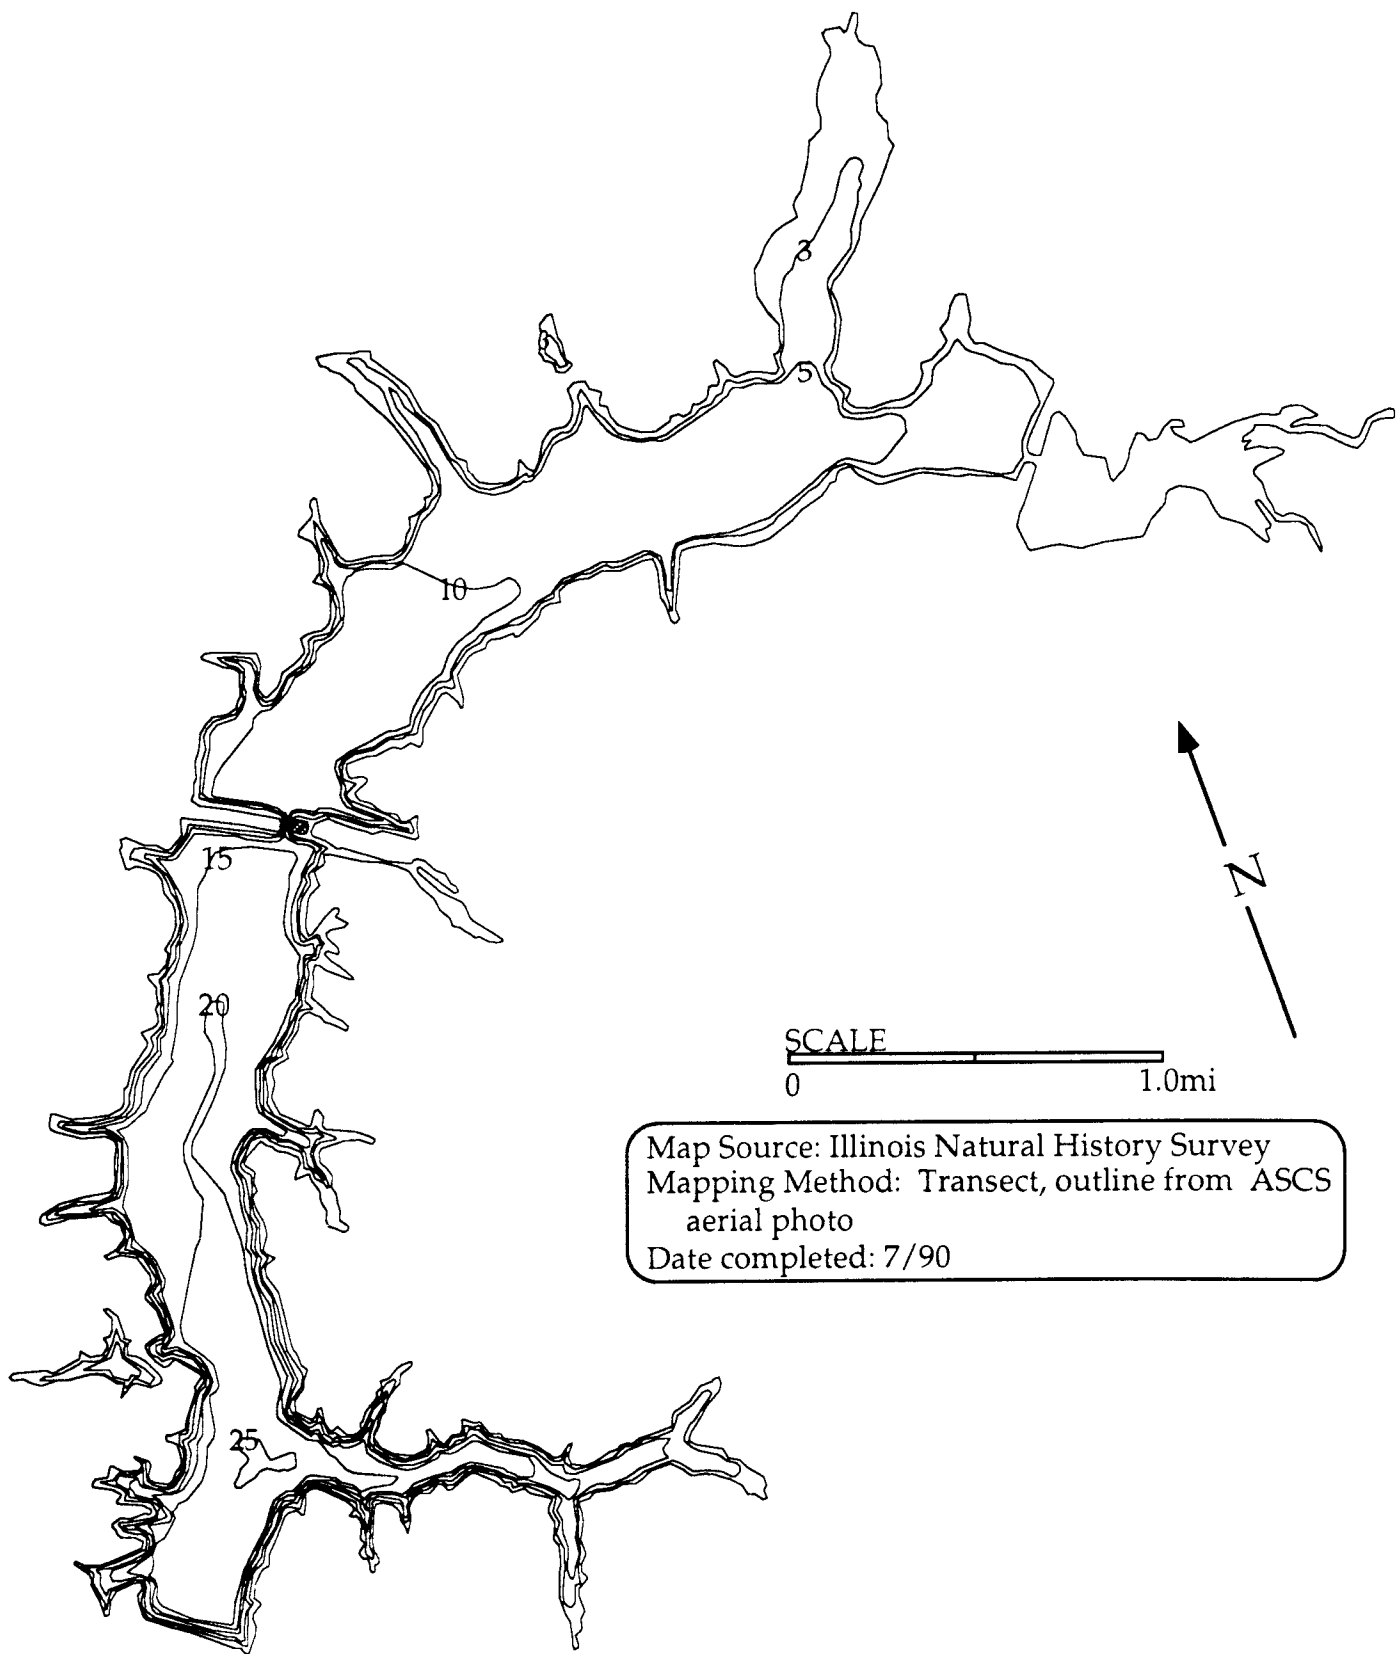 3
5
10
15
20
N
SCALE
0 1.0mi
Map Source: Illinois Natural History Survey
Mapping Method: Transect, outline from ASCS
aerial photo
Date completed: 7/90
25